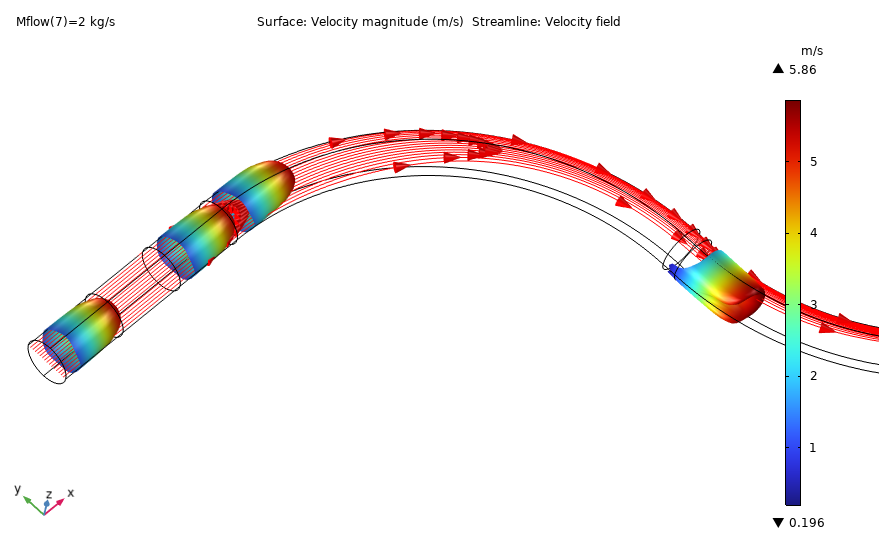 Mflow(7)=2 kg/s
Surface: Velocity magnitude (m/s)  Streamline: Velocity field
m/s
▲ 5.86
5
4
3
2
1
▼ 0.196
y
z
x